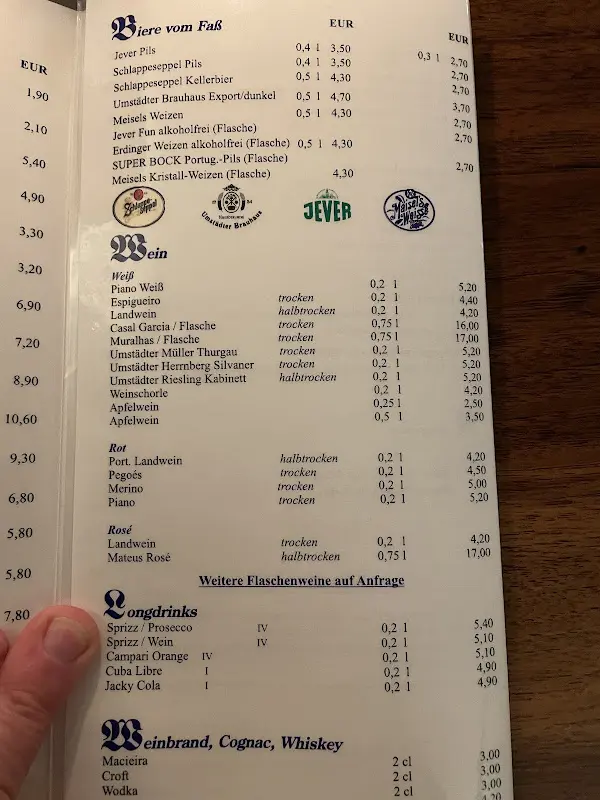 EUR
1,90
2,10
5,40
4,90
3,30
3,20
6,90
7,20
8,90
10,60
9,30
6,80
5,80
5,80
7,80
Biere vom Faß EUR EUR
Jever Pils 0,4 l 3,50 0,3 l 2,70
Schlappeseppel Pils 0,4 l 3,50 2,70
Schlappeseppel Kellerbier 0,5 l 4,30 2,70
Umstädter Brauhaus Export/dunkel 0,5 l 4,70 3,70
Meisels Weizen 0,5 l 4,30
Jever Fun alkoholfrei (Flasche) 2,70
Erdinger Weizen alkoholfrei (Flasche) 0,5 l 4,30
SUPER BOCK Portug.-Pils (Flasche) 2,70
Meisels Kristall-Weizen (Flasche) 4,30 2,70
Schlappe Seppel
Umstädter Brauhaus
JEVER
Maisel's Weisse
Wein
Weiß
Piano Weiß 0,2 l 5,20
Espigueiro trocken 0,2 l 4,40
Landwein halbtrocken 0,2 l 4,20
Casal Garcia / Flasche trocken 0,75 l 16,00
Muralhas / Flasche trocken 0,75 l 17,00
Umstädter Müller Thurgau trocken 0,2 l 5,20
Umstädter Herrnberg Silvaner trocken 0,2 l 5,20
Umstädter Riesling Kabinett halbtrocken 0,2 l 5,20
Weinschorle 0,2 l 4,20
Apfelwein 0,25 l 2,50
Apfelwein 0,5 l 3,50
Rot
Port. Landwein halbtrocken 0,2 l 4,20
Pegoés trocken 0,2 l 4,50
Merino trocken 0,2 l 5,00
Piano trocken 0,2 l 5,20
Rosé
Landwein trocken 0,2 l 4,20
Mateus Rosé halbtrocken 0,75 l 17,00
Weitere Flaschenweine auf Anfrage
Longdrinks
Sprizz / Prosecco IV 0,2 l 5,40
Sprizz / Wein IV 0,2 l 5,10
Campari Orange IV 0,2 l 5,10
Cuba Libre I 0,2 l 4,90
Jacky Cola I 0,2 l 4,90
Weinbrand, Cognac, Whiskey
Macieira 2 cl 3,00
Croft 2 cl 3,00
Wodka 2 cl 3,00
4,20